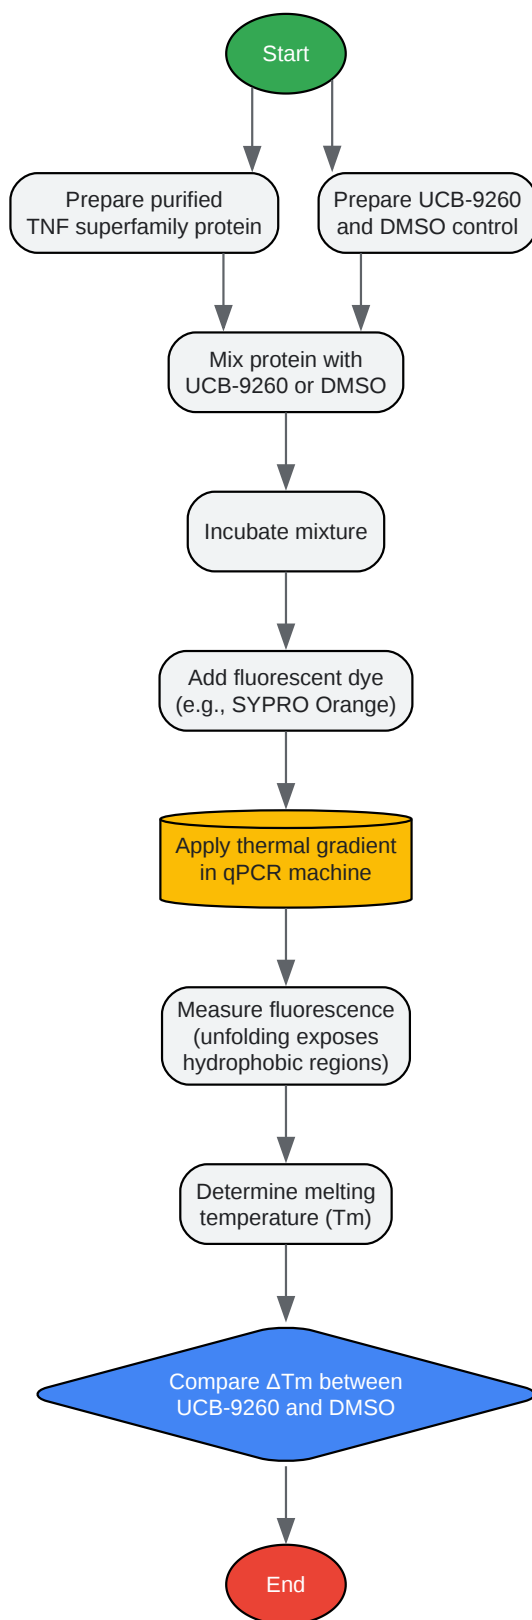 Start
Prepare purified
TNF superfamily protein
Prepare UCB-9260
and DMSO control
Mix protein with
UCB-9260 or DMSO
Incubate mixture
Add fluorescent dye
(e.g., SYPRO Orange)
Apply thermal gradient
in qPCR machine
Measure fluorescence
(unfolding exposes
hydrophobic regions)
Determine melting
temperature (Tm)
Compare ΔTm between
UCB-9260 and DMSO
End